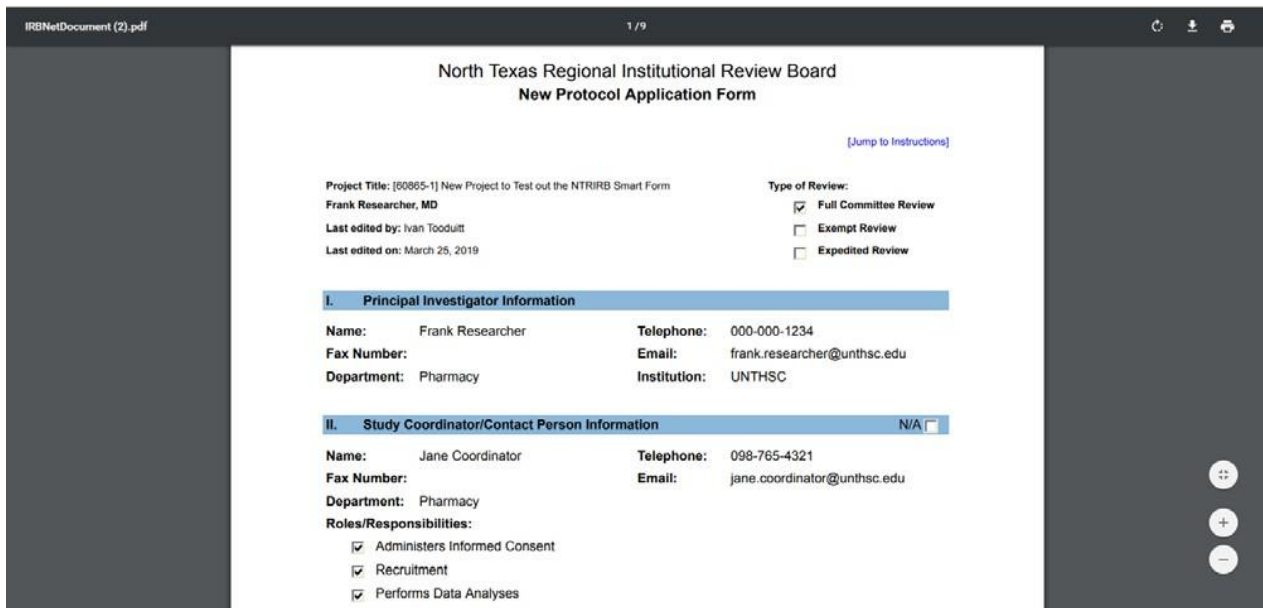 IRBNetDocument (2).pdf
1 / 9
North Texas Regional Institutional Review Board
New Protocol Application Form
[Jump to Instructions]
Project Title: [60865-1] New Project to Test out the NTRIRB Smart Form
Type of Review:
Frank Researcher, MD
Full Committee Review
Last edited by: Ivan Tooduitt
Exempt Review
Last edited on: March 25, 2019
Expedited Review
I. Principal Investigator Information
Name: Frank Researcher Telephone: 000-000-1234
Fax Number: Email: frank.researcher@unthsc.edu
Department: Pharmacy Institution: UNTHSC
II. Study Coordinator/Contact Person Information N/A
Name: Jane Coordinator Telephone: 098-765-4321
Fax Number: Email: jane.coordinator@unthsc.edu
Department: Pharmacy
Roles/Responsibilities:
Administers Informed Consent
Recruitment
Performs Data Analyses